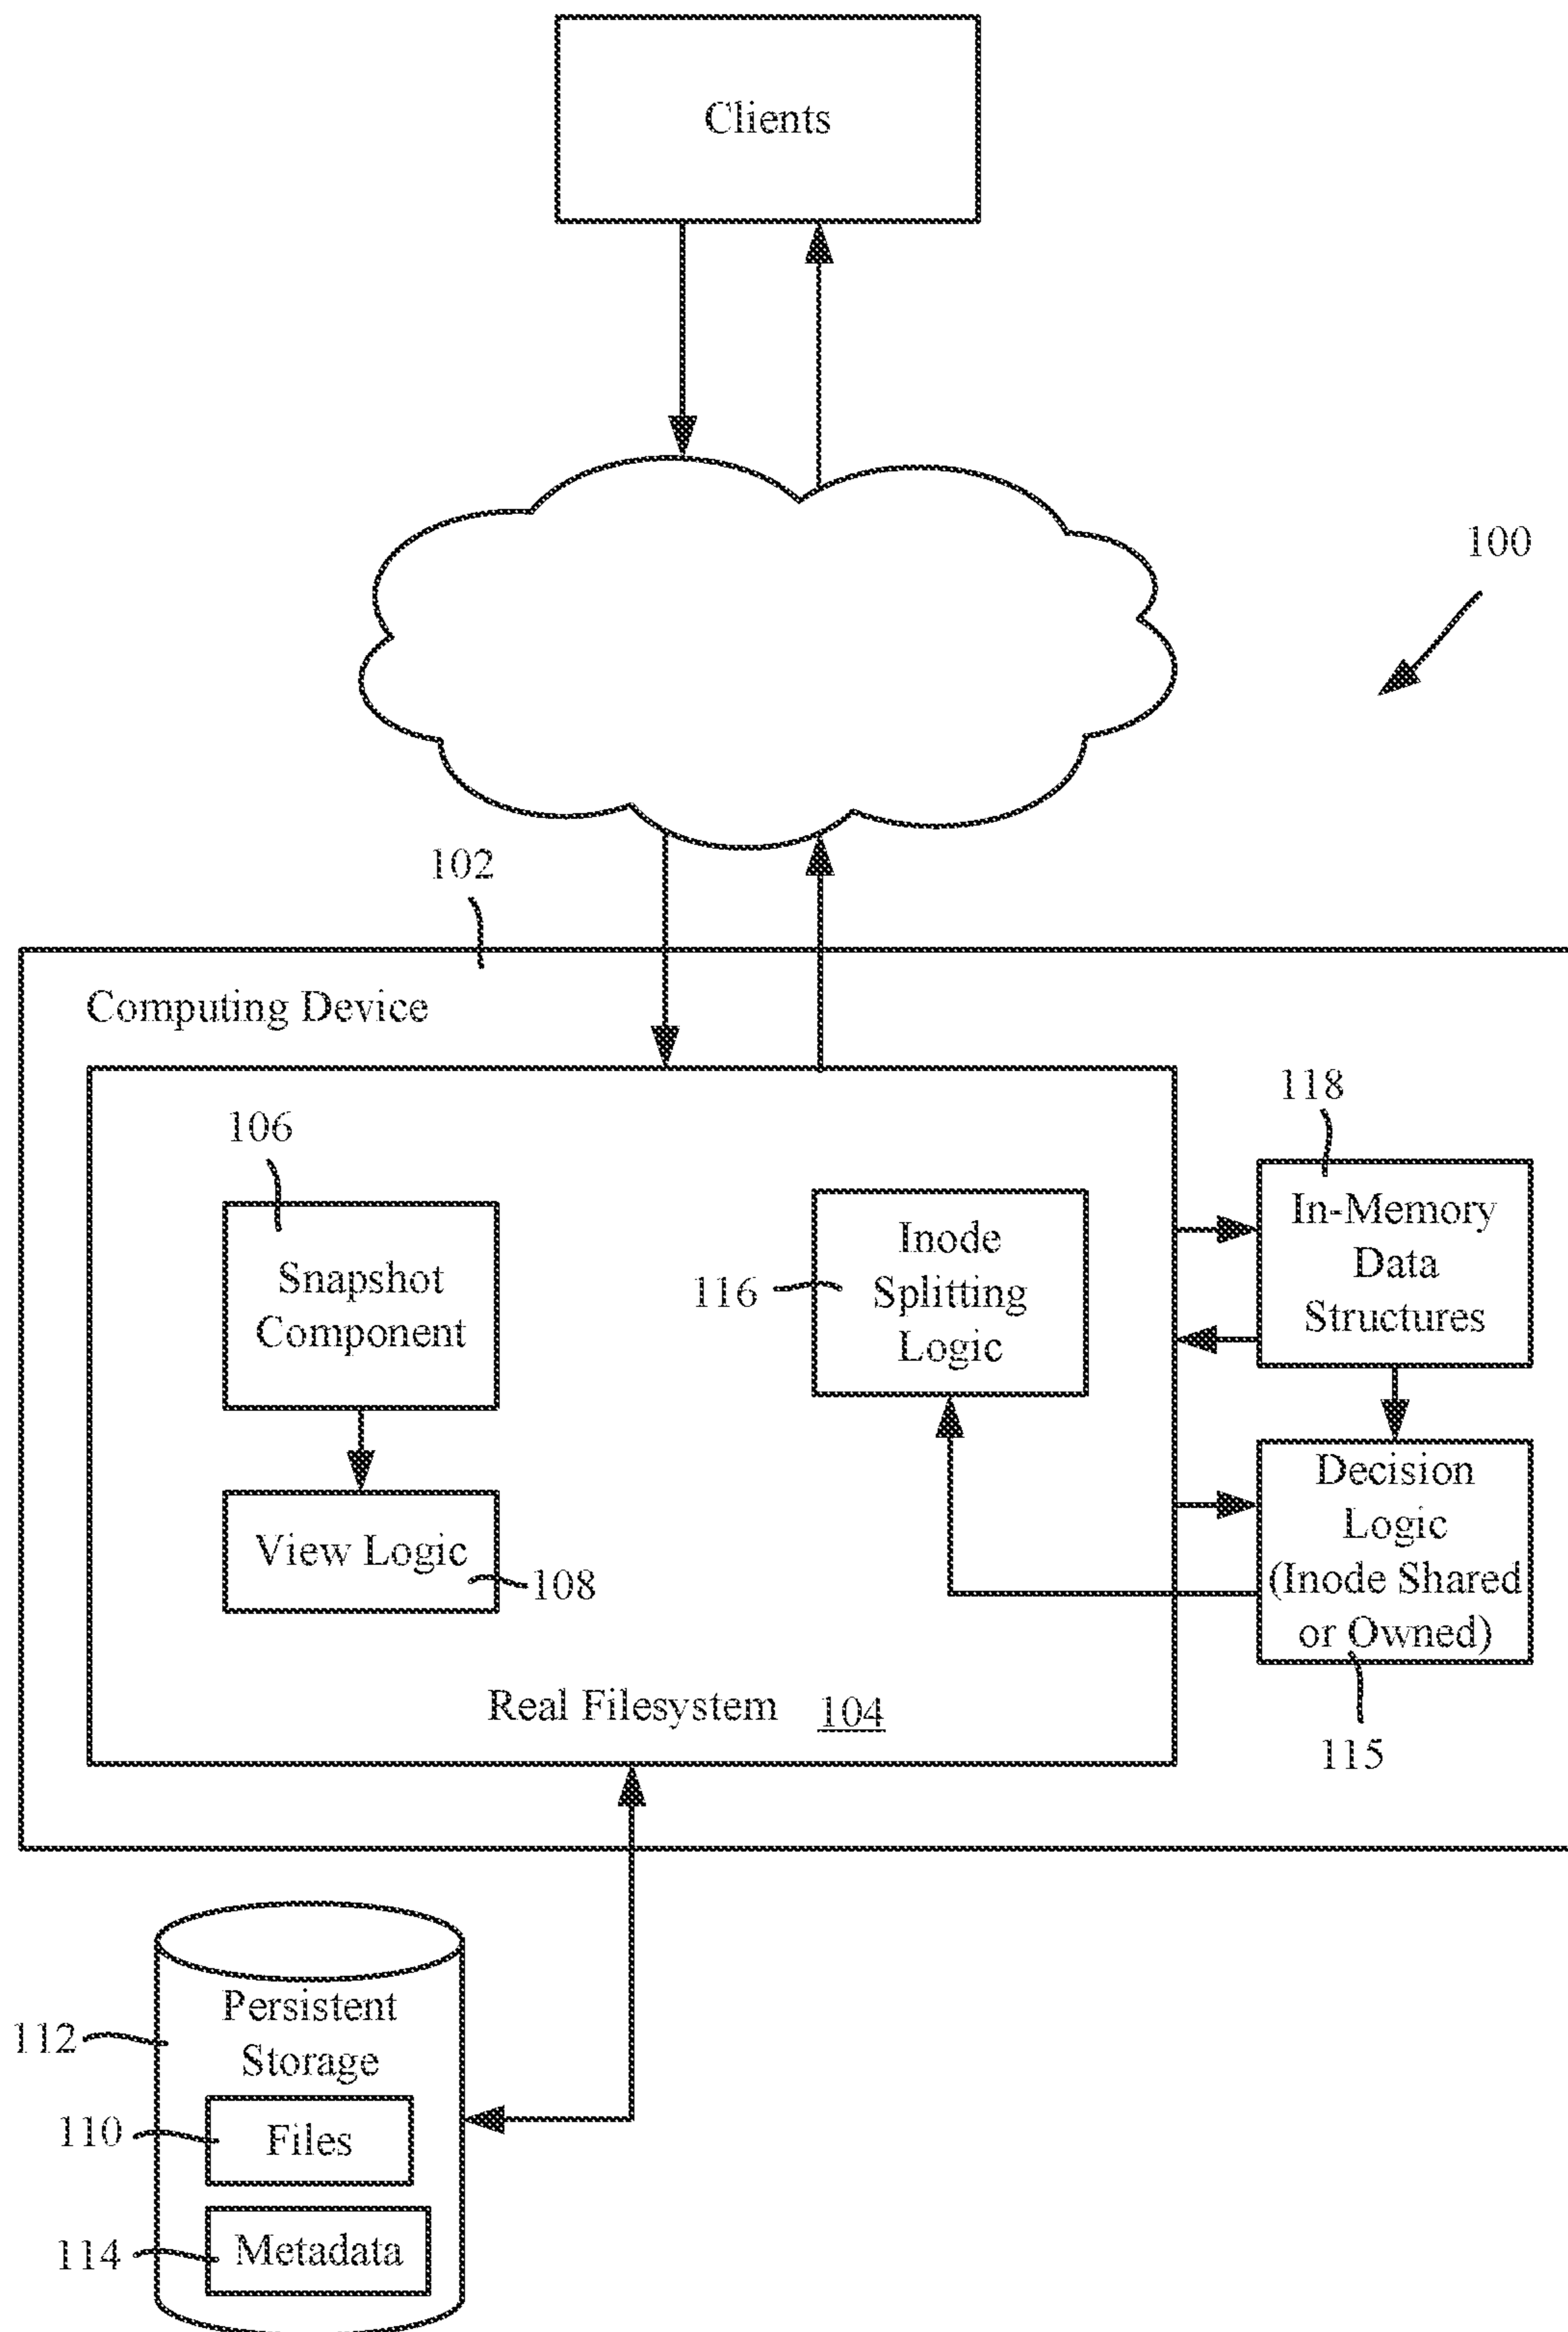 Clients
100
102
Computing Device
118
106
In-Memory
Data
Structures
Inode
Splitting
Logic
116
Snapshot
Component
Decision
Logic
(Inode Shared
or Owned)
View Logic
108
Real Filesystem 104
115
Persistent
Storage
112
110
Files
114
Metadata